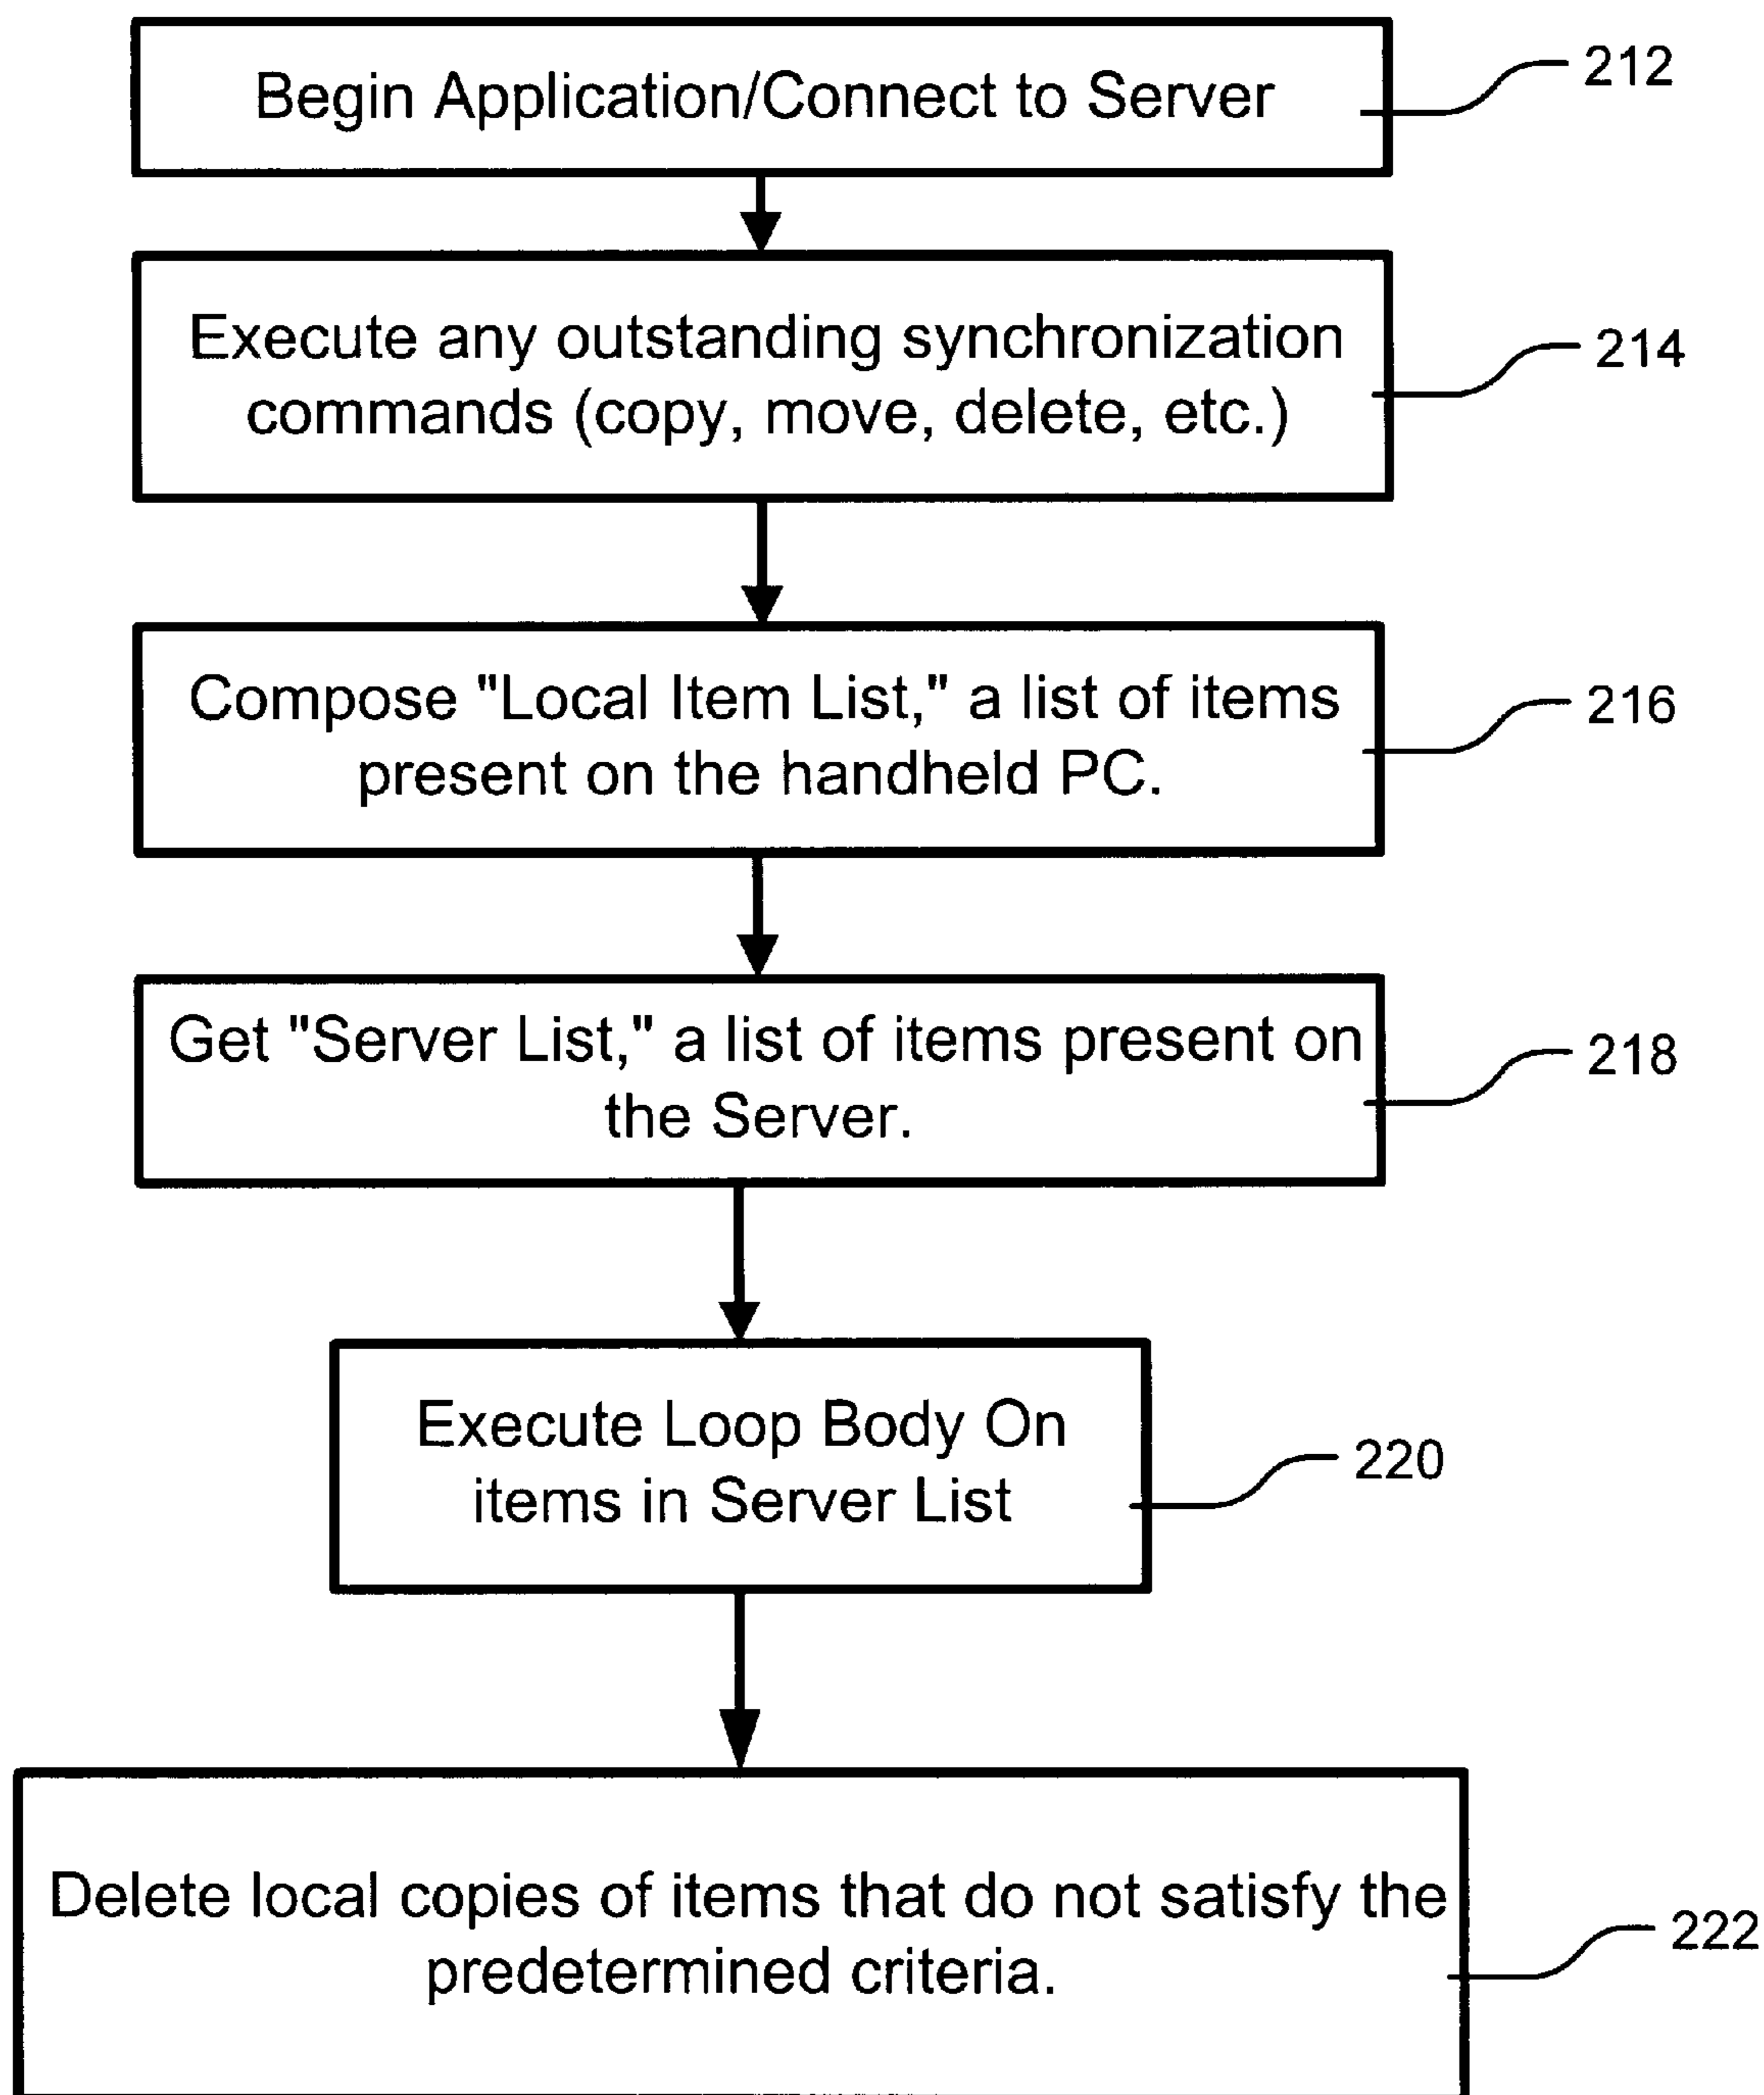 Begin Application/Connect to Server
212
Execute any outstanding synchronization
commands (copy, move, delete, etc.)
214
Compose "Local Item List," a list of items
present on the handheld PC.
216
Get "Server List," a list of items present on
the Server.
218
Execute Loop Body On
items in Server List
220
Delete local copies of items that do not satisfy the
predetermined criteria.
222